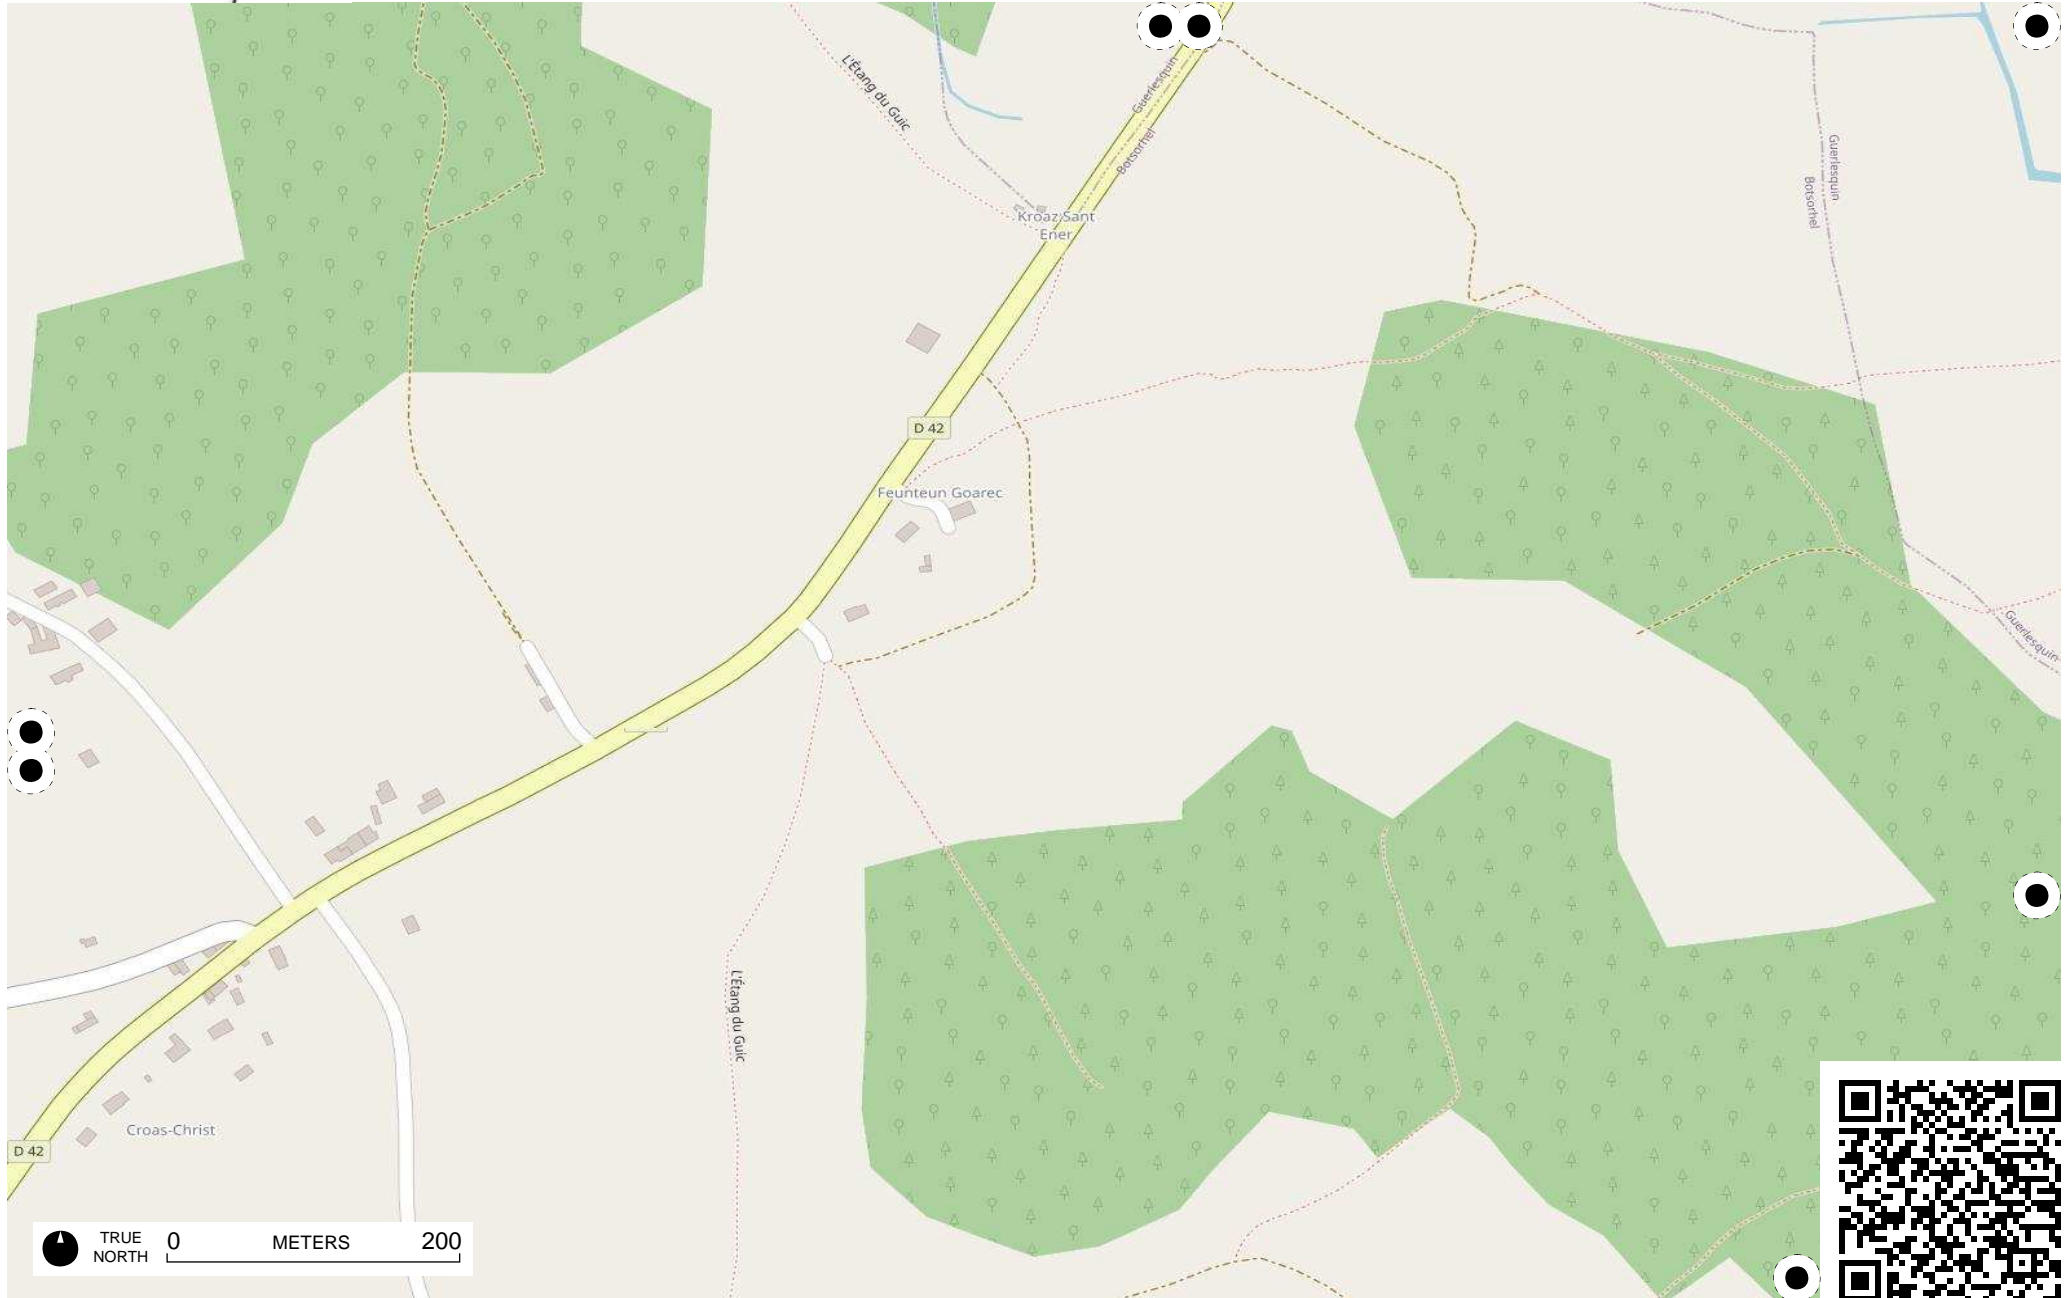 L'Étang du Guic
Guerlesquin
Botsorhel
Guerlesquin
Botsorhel
Kroaz Sant
Ener
D 42
Feunteun Goarec
Guerlesquin
L'Étang du Guic
Croas-Christ
D 42
TRUE
NORTH
0 METERS 200